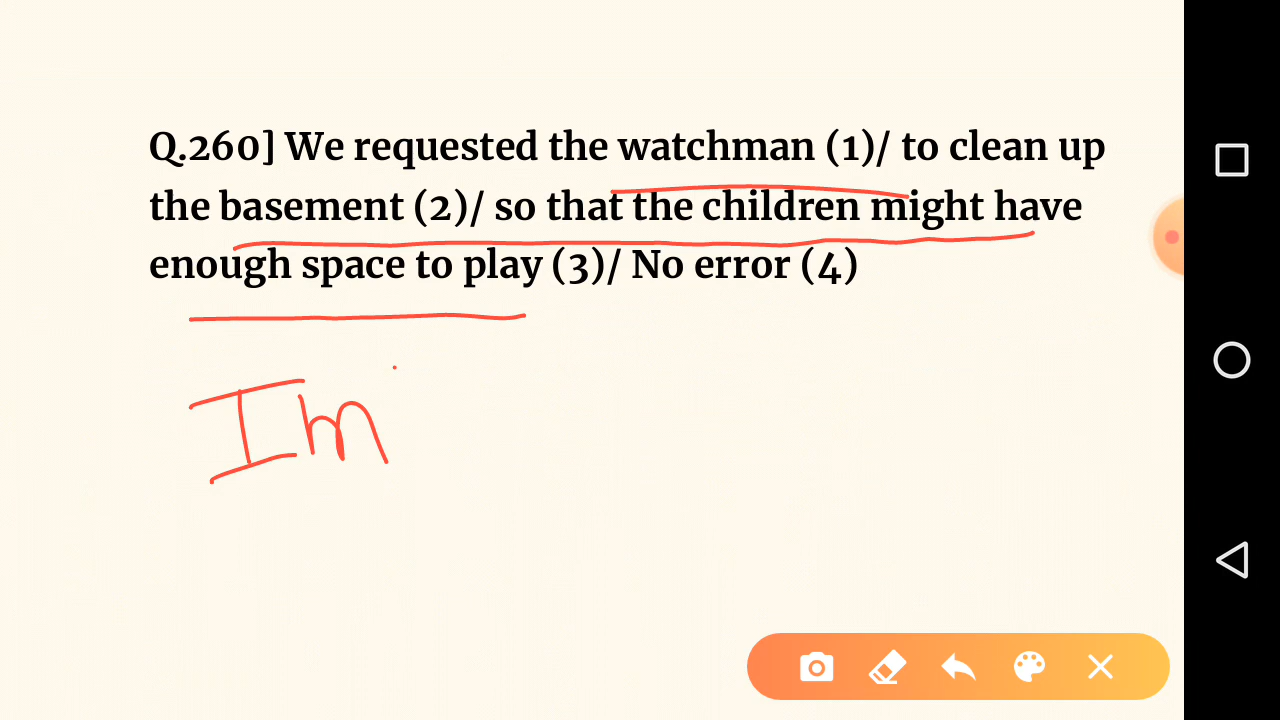 Q.260] We requested the watchman (1)/ to clean up
the basement (2)/ so that the children might have
enough space to play (3)/ No error (4)
Im